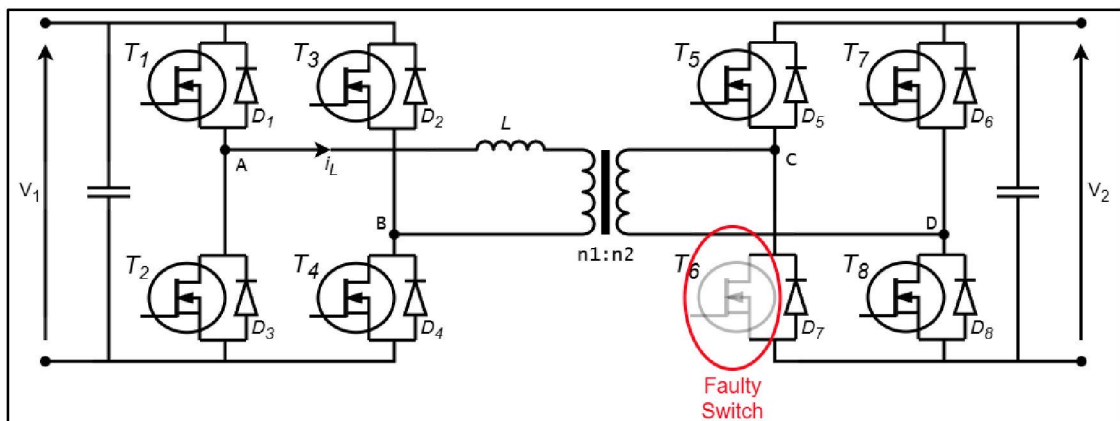 T1
T3
T5
T7
D1
D2
D5
D6
L
A
iL
C
V1
V2
B
D
n1:n2
T2
T4
T6
T8
D3
D4
D7
D8
Faulty
Switch